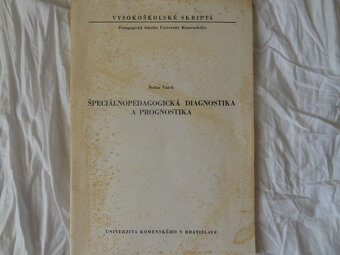 VYSOKOŠKOLSKÉ SKRIPTÁ
Pedagogická fakulta Univerzity Komenského
Štefan Vašek
ŠPECIÁLNOPEDAGOGICKÁ DIAGNOSTIKA
A PROGNOSTIKA
UNIVERZITA KOMENSKÉHO V BRATISLAVE